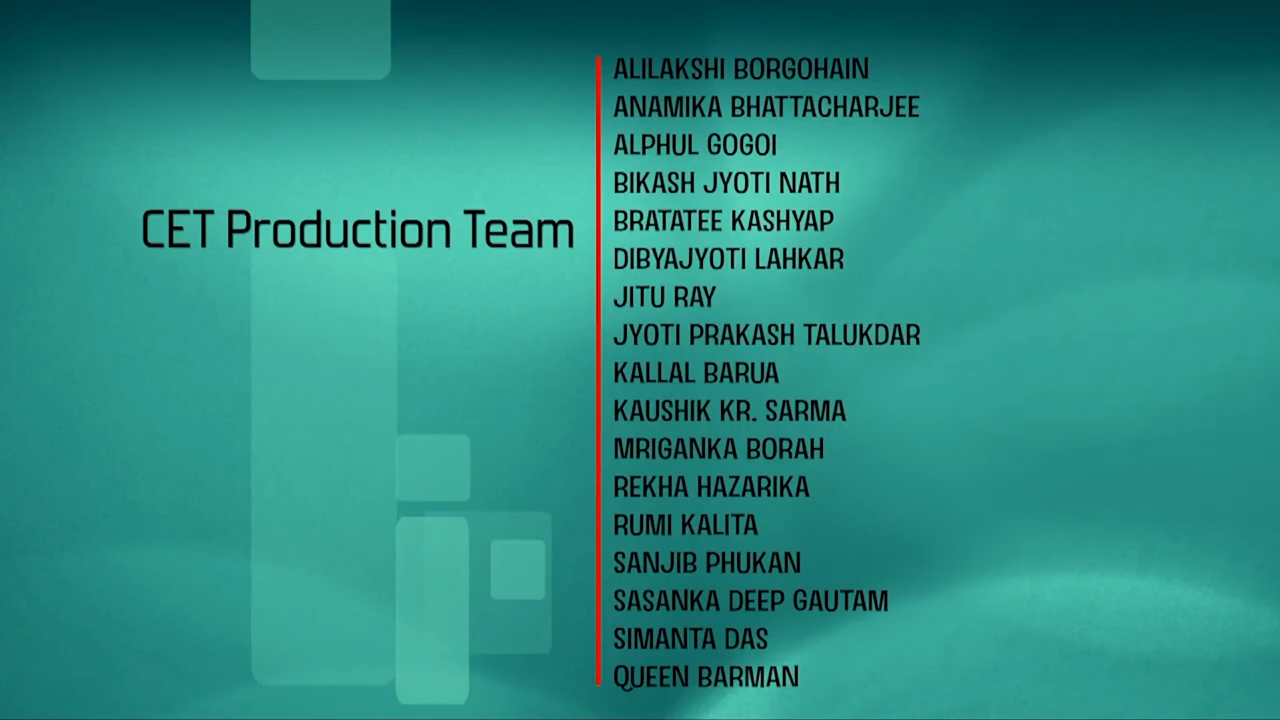 CET Production Team
ALILAKSHI BORGOHAIN
ANAMIKA BHATTACHARJEE
ALPHUL GOGOI
BIKASH JYOTI NATH
BRATATEE KASHYAP
DIBYAJYOTI LAHKAR
JITU RAY
JYOTI PRAKASH TALUKDAR
KALLAL BARUA
KAUSHIK KR. SARMA
MRIGANKA BORAH
REKHA HAZARIKA
RUMI KALITA
SANJIB PHUKAN
SASANKA DEEP GAUTAM
SIMANTA DAS
QUEEN BARMAN